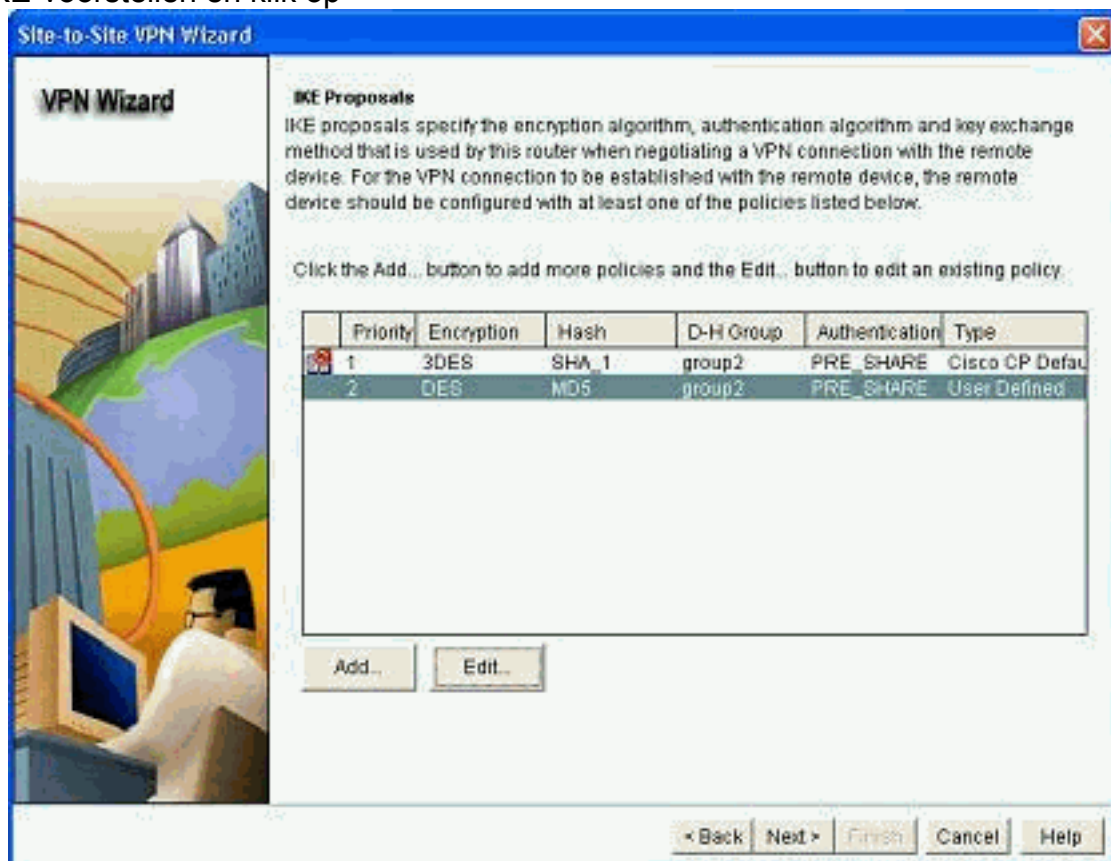 voorstellen en klik op
Site-to-Site VPN Wizard
VPN Wizard
IKE Proposals
IKE proposals specify the encryption algorithm, authentication algorithm and key exchange
method that is used by this router when negotiating a VPN connection with the remote
device. For the VPN connection to be established with the remote device, the remote
device should be configured with at least one of the policies listed below.
Click the Add... button to add more policies and the Edit... button to edit an existing policy.
Priority Encryption Hash D-H Group Authentication Type
1 3DES SHA_1 group2 PRE_SHARE Cisco CP Defau
2 DES MD5 group2 PRE_SHARE User Defined
Add... Edit...
< Back Next > Finish Cancel Help